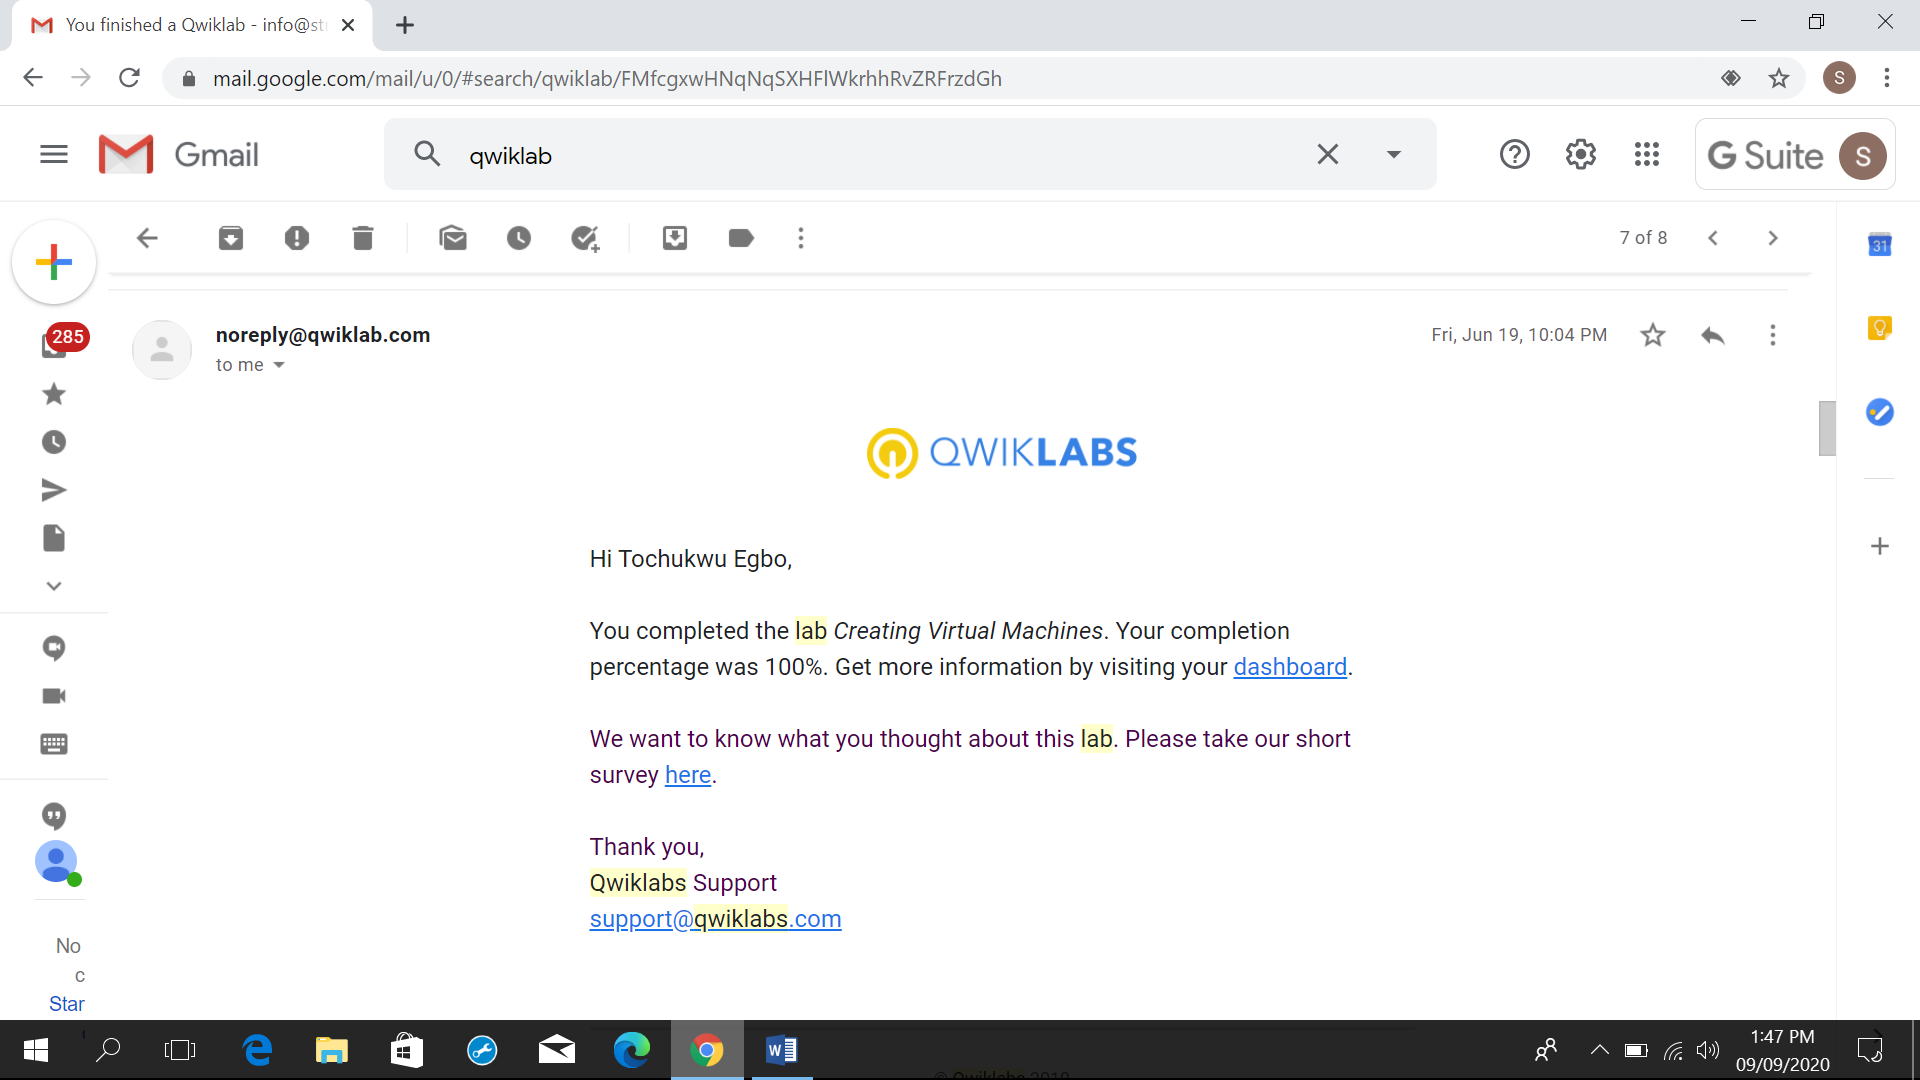 You finished a Qwiklab - info@st
mail.google.com/mail/u/0/#search/qwiklab/FMfcgxwHNqNqSXHFlWkrhhRvZRFrzdGh
S
Gmail
qwiklab
G Suite
S
7 of 8
31
285
noreply@qwiklab.com
Fri, Jun 19, 10:04 PM
to me
QWIKLABS
Hi Tochukwu Egbo,
You completed the lab Creating Virtual Machines. Your completion
percentage was 100%. Get more information by visiting your dashboard.
We want to know what you thought about this lab. Please take our short
survey here.
Thank you,
Qwiklabs Support
support@qwiklabs.com
No
c
Star
W
1:47 PM
09/09/2020